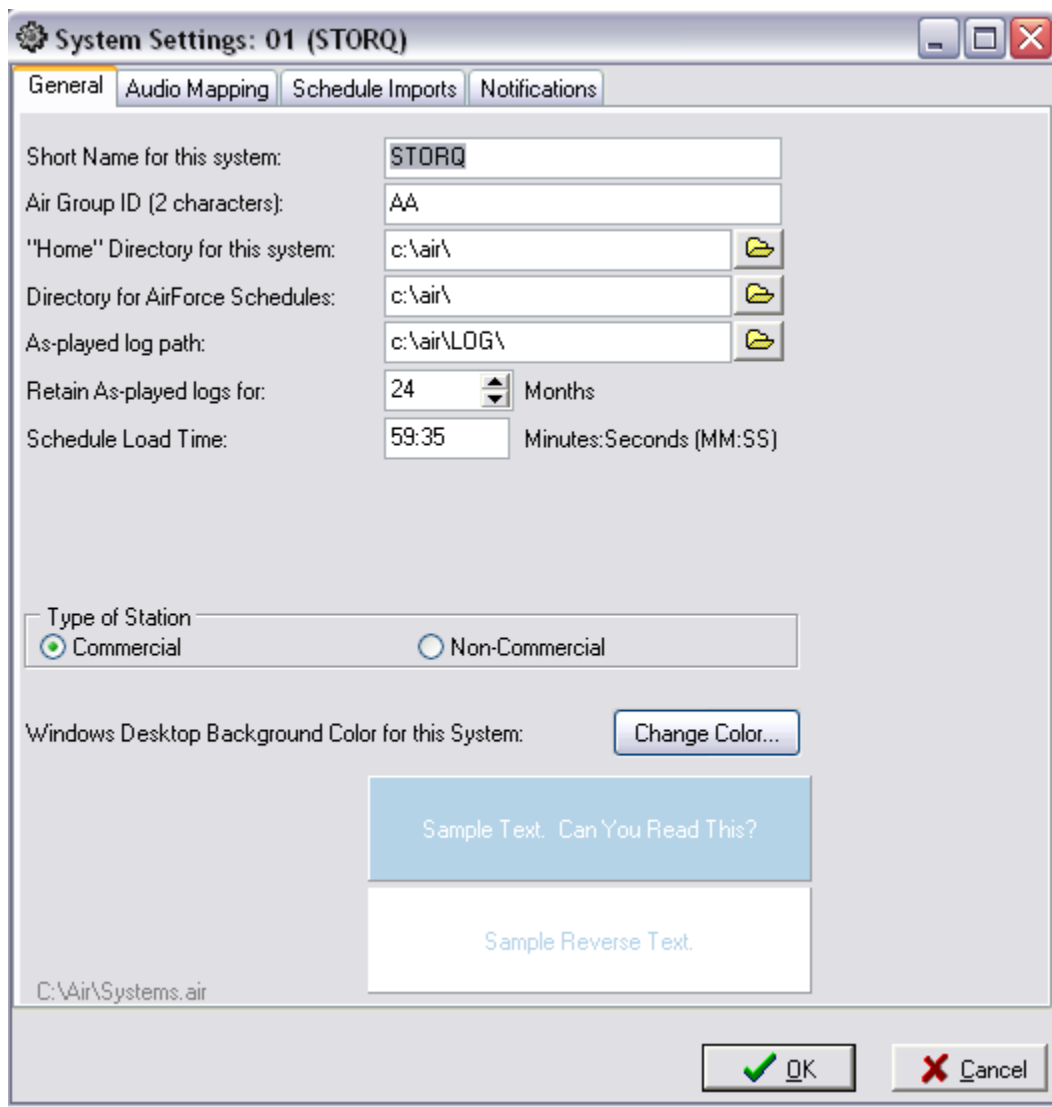 System Settings: 01 (STORQ)
General Audio Mapping Schedule Imports Notifications
Short Name for this system: STORQ
Air Group ID (2 characters): AA
"Home" Directory for this system: c:\air\
Directory for AirForce Schedules: c:\air\
As-played log path: c:\air\LOG\
Retain As-played logs for: 24 Months
Schedule Load Time: 59:35 Minutes:Seconds (MM:SS)
Type of Station
Commercial Non-Commercial
Windows Desktop Background Color for this System: Change Color...
Sample Text. Can You Read This?
Sample Reverse Text.
C:\Air\Systems.air
OK Cancel